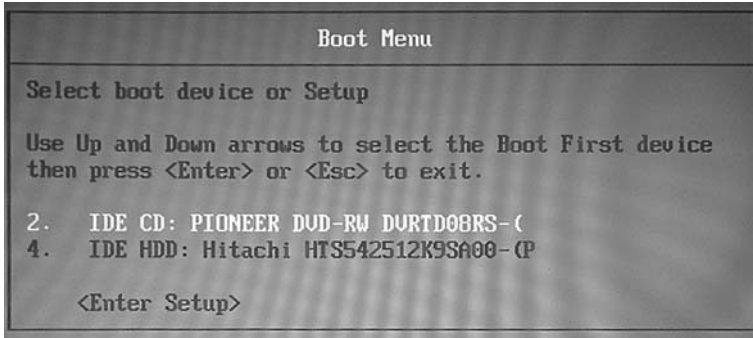 Boot Menu
Select boot device or Setup
Use Up and Down arrows to select the Boot First device
then press <Enter> or <Esc> to exit.
2. IDE CD: PIONEER DVD-RW DVRTD08RS-(
4. IDE HDD: Hitachi HTS542512K9SA00-(P
<Enter Setup>